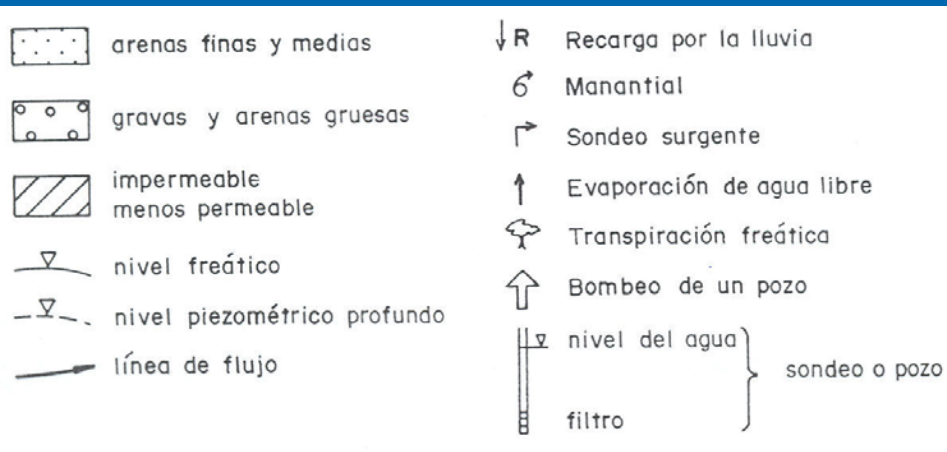 arenas finas y medias
gravas y arenas gruesas
impermeable
menos permeable
nivel freático
nivel piezométrico profundo
línea de flujo
R Recarga por la lluvia
Manantial
Sondeo surgente
Evaporación de agua libre
Transpiración freática
Bombeo de un pozo
nivel del agua
sondeo o pozo
filtro